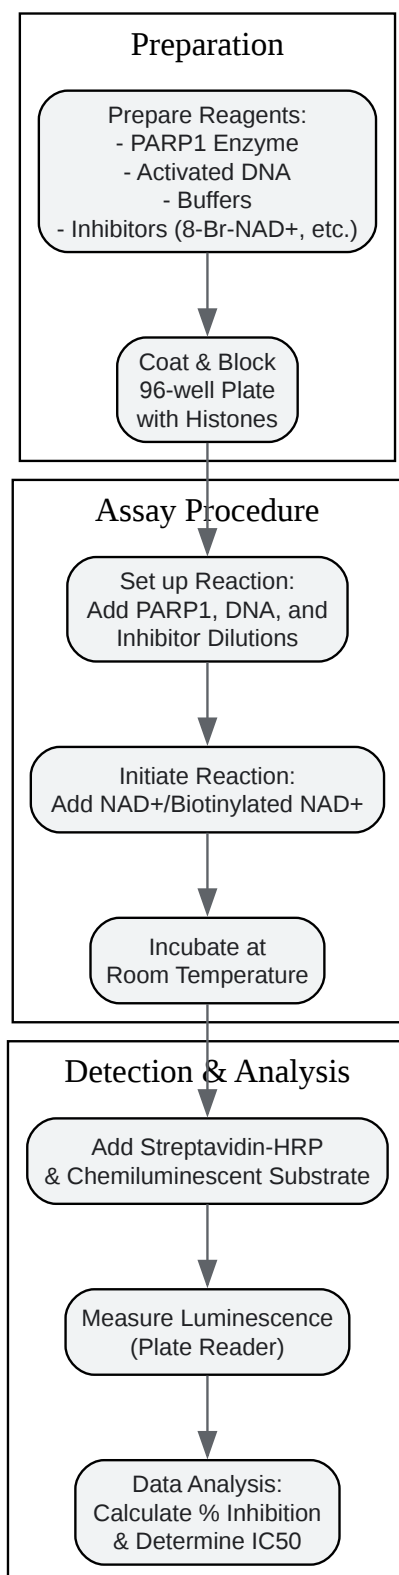 Preparation
Prepare Reagents:
- PARP1 Enzyme
- Activated DNA
- Buffers
- Inhibitors (8-Br-NAD+, etc.)
Coat & Block
96-well Plate
with Histones
Assay Procedure
Set up Reaction:
Add PARP1, DNA, and
Inhibitor Dilutions
Initiate Reaction:
Add NAD+/Biotinylated NAD+
Incubate at
Room Temperature
Detection & Analysis
Add Streptavidin-HRP
& Chemiluminescent Substrate
Measure Luminescence
(Plate Reader)
Data Analysis:
Calculate % Inhibition
& Determine IC50